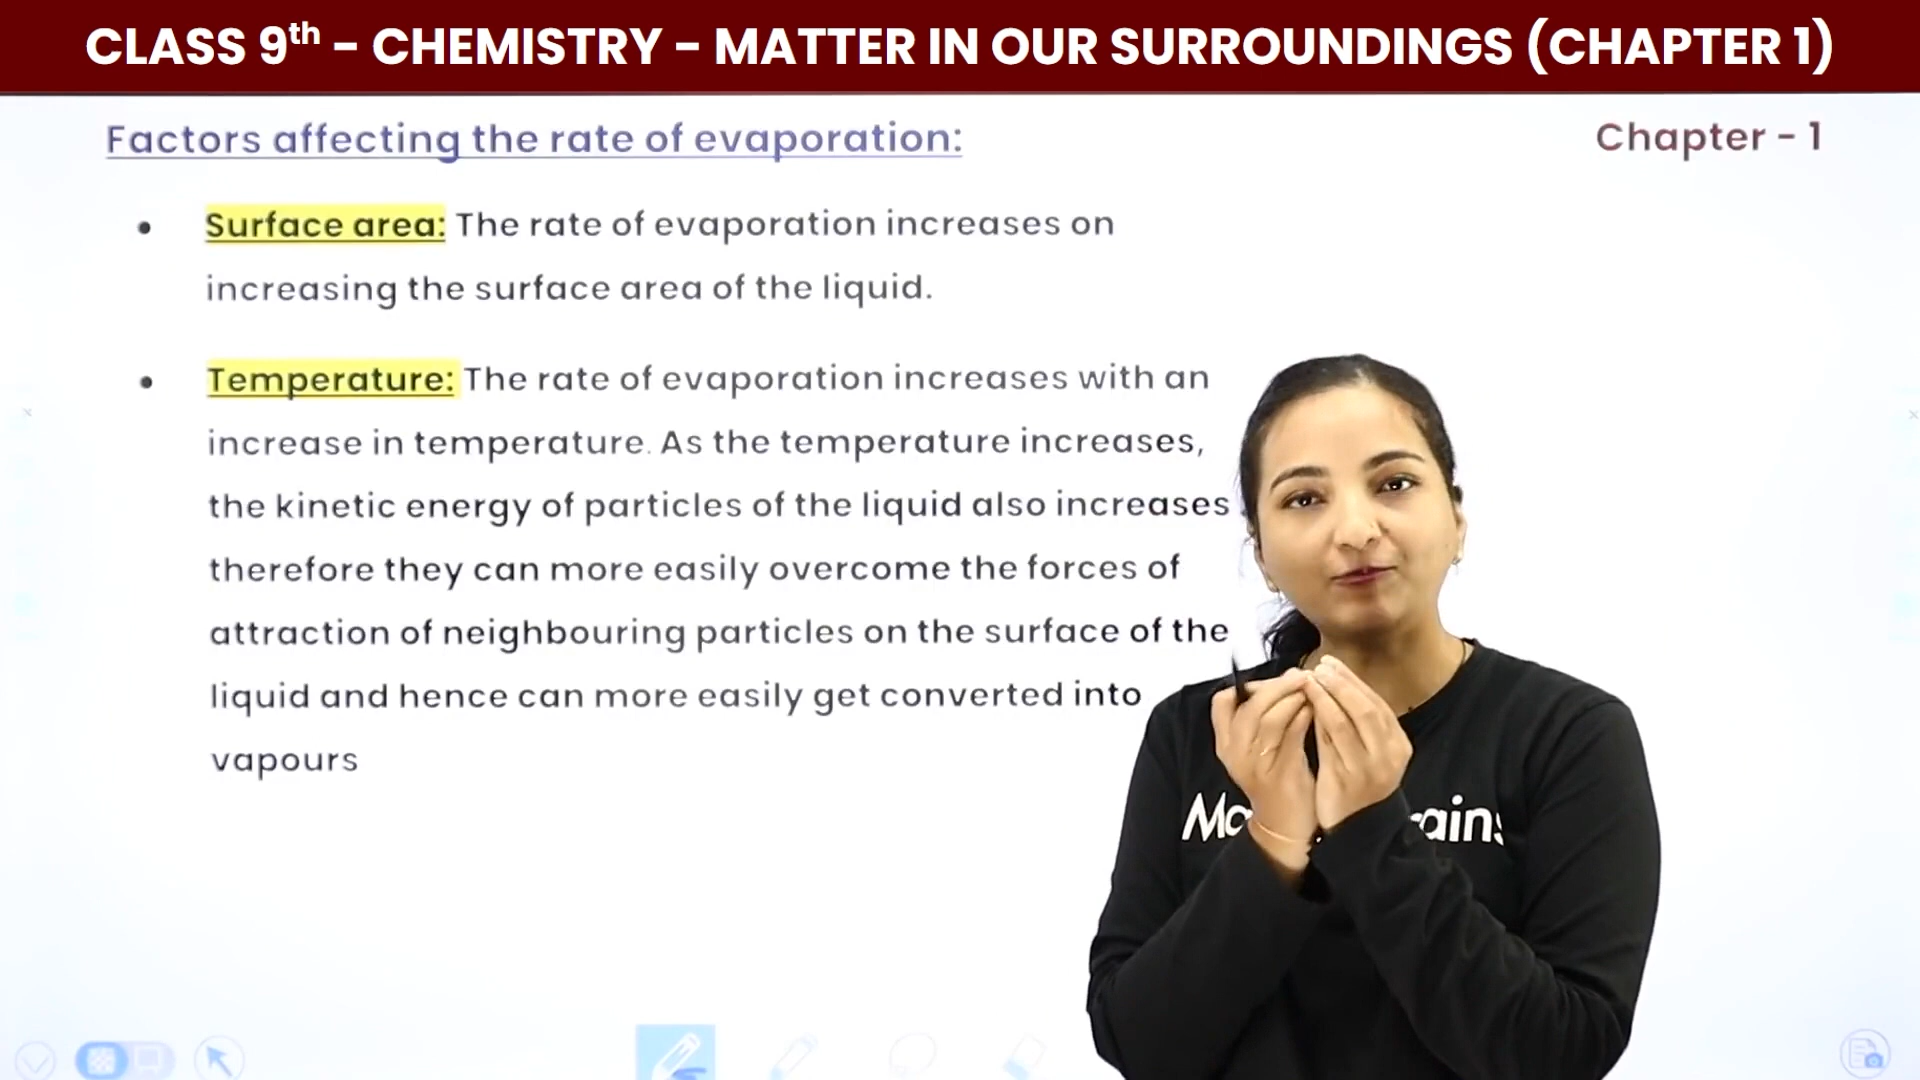 CLASS 9th – CHEMISTRY – MATTER IN OUR SURROUNDINGS (CHAPTER 1)
Factors affecting the rate of evaporation:
Chapter - 1
• Surface area: The rate of evaporation increases on
increasing the surface area of the liquid.
• Temperature: The rate of evaporation increases with an
increase in temperature. As the temperature increases,
the kinetic energy of particles of the liquid also increases
therefore they can more easily overcome the forces of
attraction of neighbouring particles on the surface of the
liquid and hence can more easily get converted into
vapours